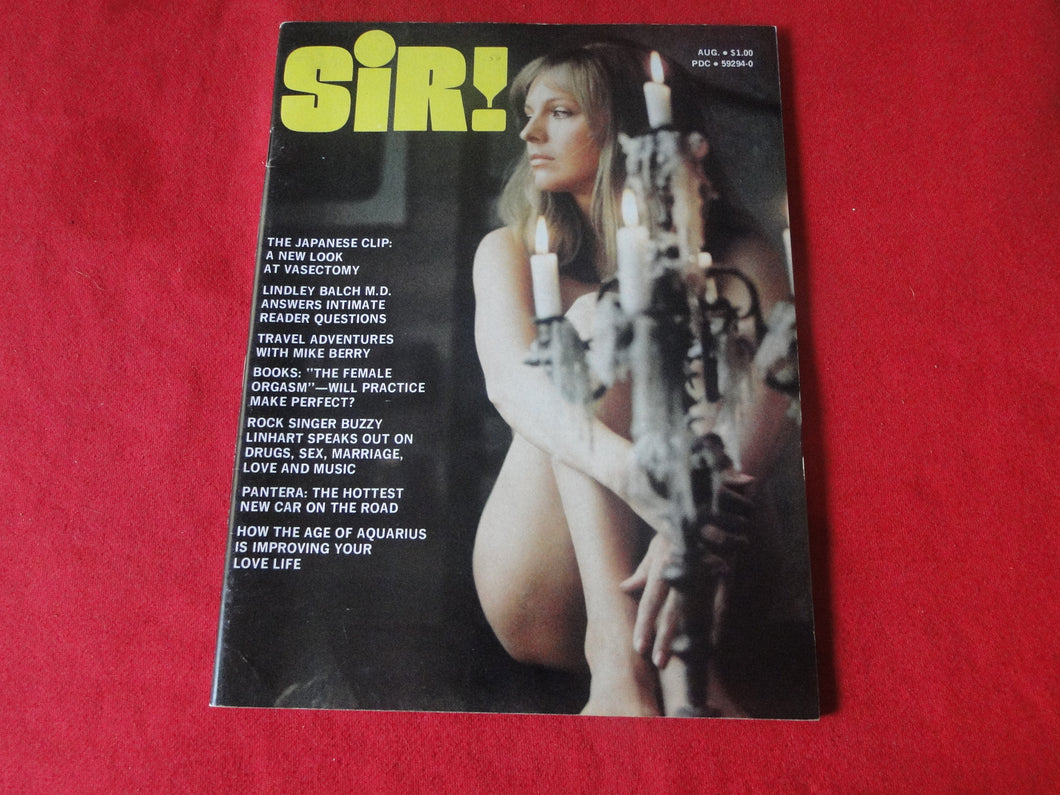 SiR!
AUG. • $1.00
PDC • 59294-0
THE JAPANESE CLIP:
A NEW LOOK
AT VASECTOMY
LINDLEY BALCH M.D.
ANSWERS INTIMATE
READER QUESTIONS
TRAVEL ADVENTURES
WITH MIKE BERRY
BOOKS: "THE FEMALE
ORGASM"—WILL PRACTICE
MAKE PERFECT?
ROCK SINGER BUZZY
LINHART SPEAKS OUT ON
DRUGS, SEX, MARRIAGE,
LOVE AND MUSIC
PANTERA: THE HOTTEST
NEW CAR ON THE ROAD
HOW THE AGE OF AQUARIUS
IS IMPROVING YOUR
LOVE LIFE